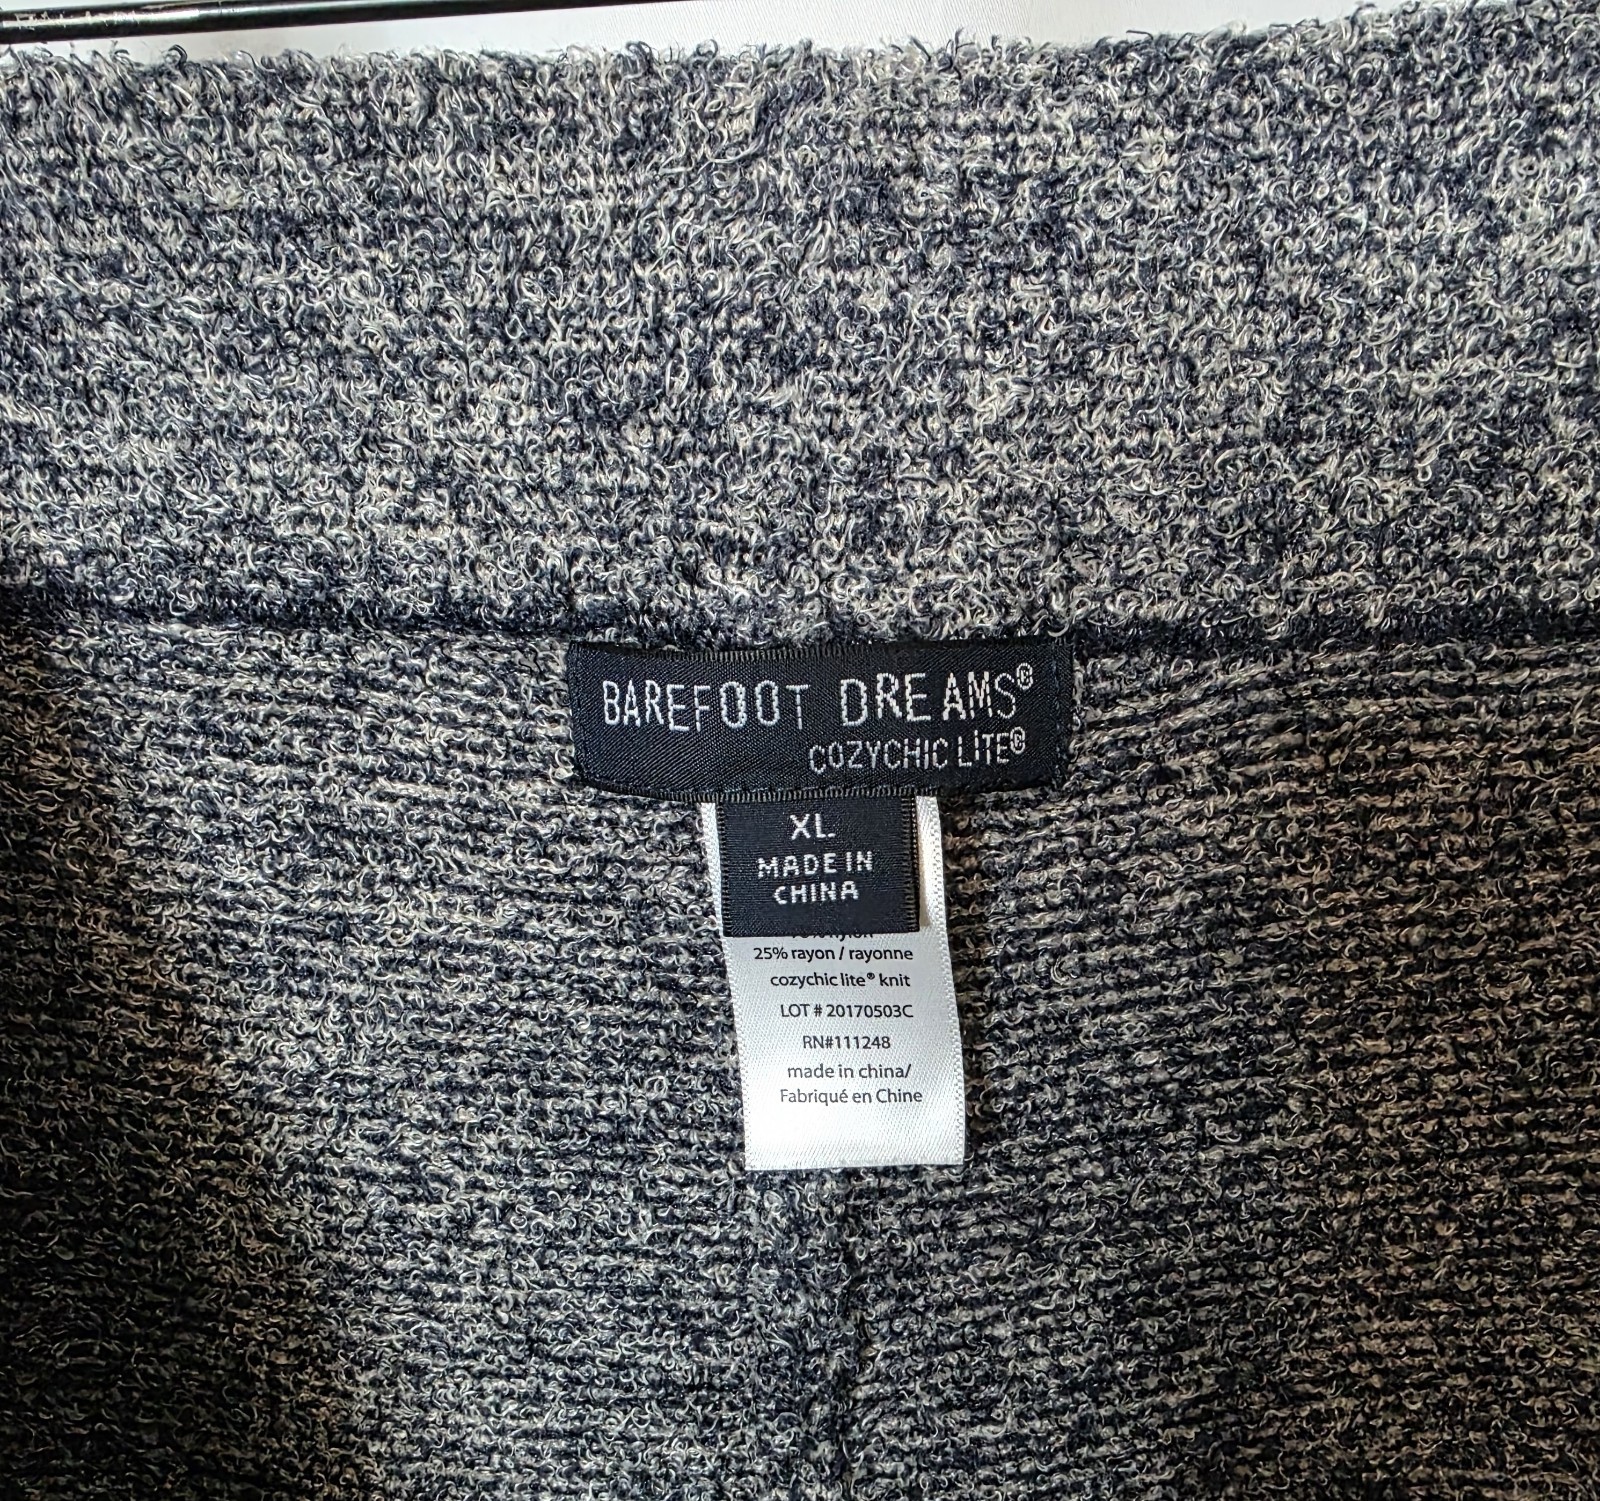 BAREFOOT DREAMS®
COZYCHIC LITE®
XL
MADE IN
CHINA
25% rayon / rayonne
cozychic lite® knit
LOT # 20170503C
RN#111248
made in china/
Fabriqué en Chine